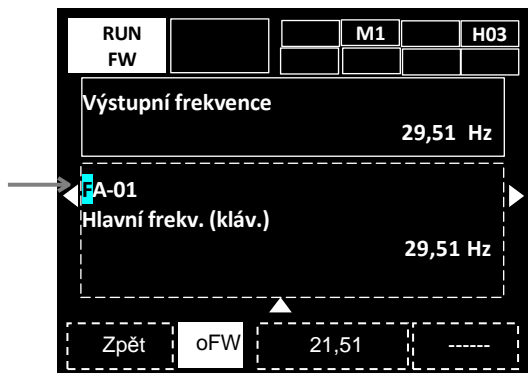 RUN
FW
M1
H03
Výstupní frekvence
29,51 Hz
FA-01
Hlavní frekv. (kláv.)
29,51 Hz
Zpět
oFW
21,51
------